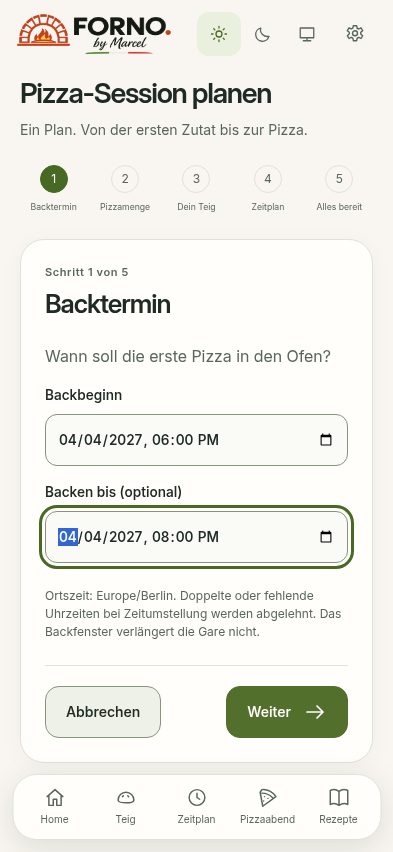 FORNO.
by Marcel
Pizza-Session planen
Ein Plan. Von der ersten Zutat bis zur Pizza.
1 2 3 4 5
Backtermin Pizzamenge Dein Teig Zeitplan Alles bereit
Schritt 1 von 5
Backtermin
Wann soll die erste Pizza in den Ofen?
Backbeginn
04/04/2027, 06:00 PM
Backen bis (optional)
04/04/2027, 08:00 PM
Ortszeit: Europe/Berlin. Doppelte oder fehlende
Uhrzeiten bei Zeitumstellung werden abgelehnt. Das
Backfenster verlängert die Gare nicht.
Abbrechen Weiter
Home Teig Zeitplan Pizzaabend Rezepte